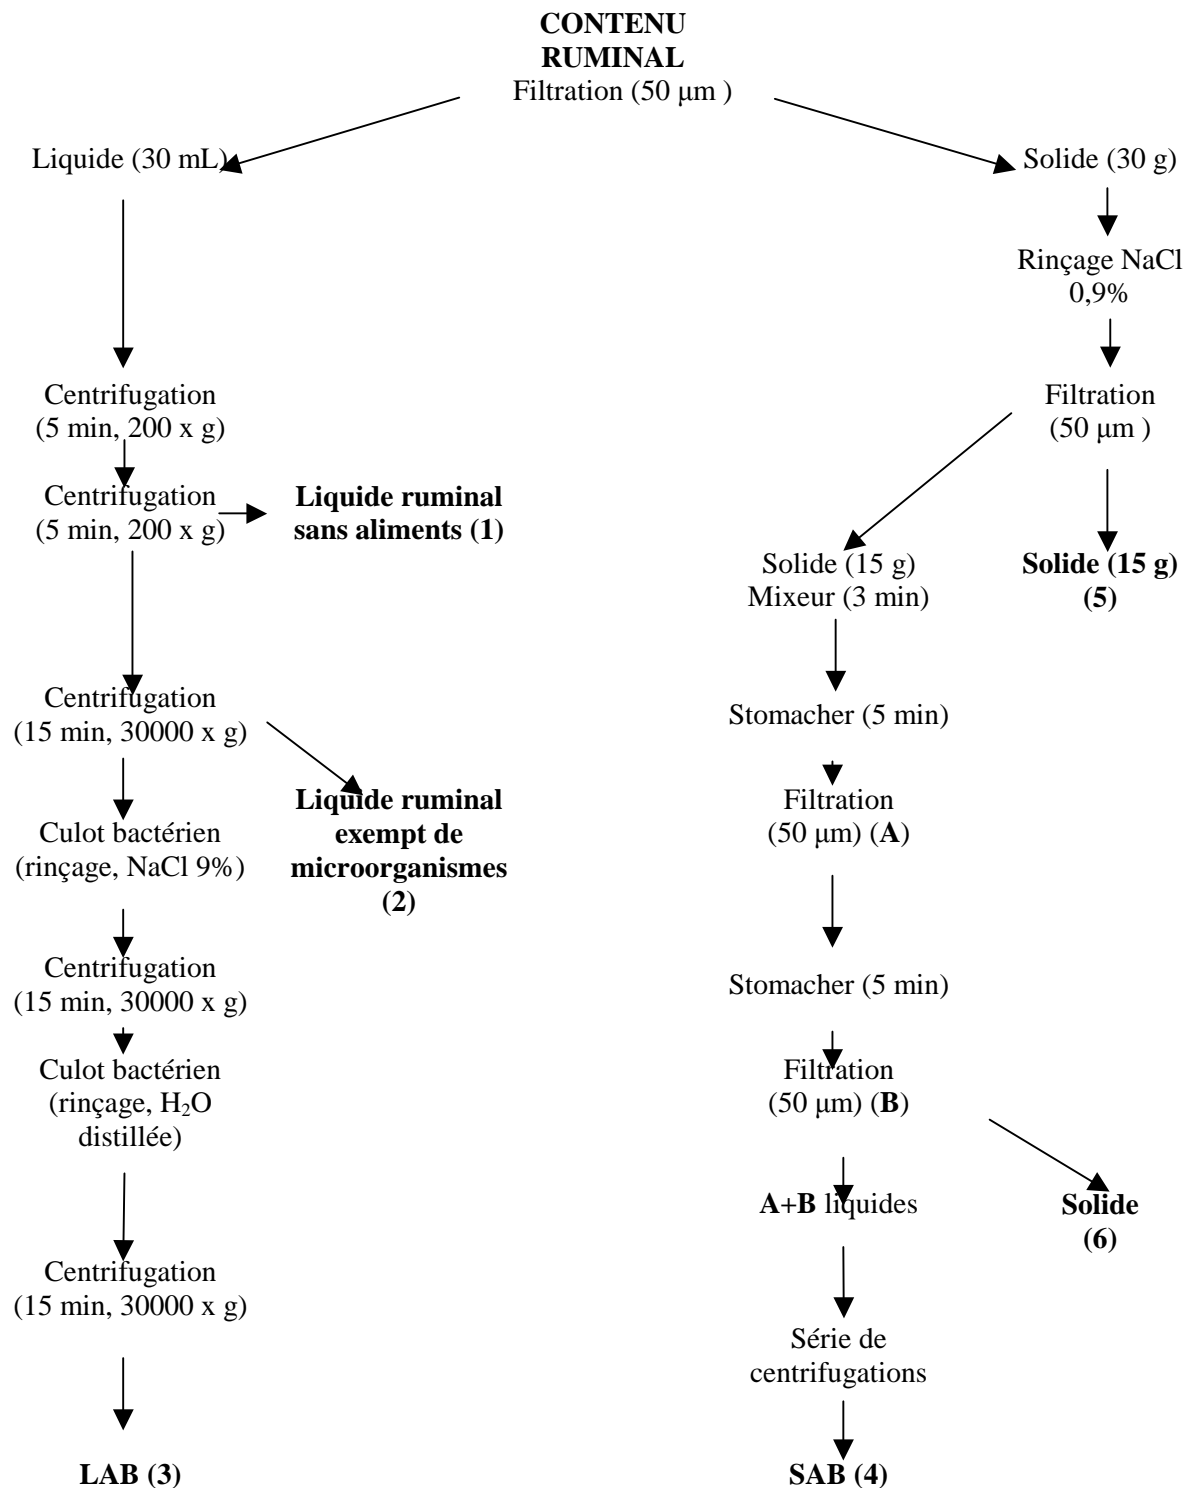 CONTENU
RUMINAL
Filtration (50 μm )
Liquide (30 mL)
Solide (30 g)
Rinçage NaCl
0,9%
Centrifugation
(5 min, 200 x g)
Filtration
(50 μm )
Centrifugation
(5 min, 200 x g)
Liquide ruminal
sans aliments (1)
Solide (15 g)
Mixeur (3 min)
Solide (15 g)
(5)
Centrifugation
(15 min, 30000 x g)
Stomacher (5 min)
Liquide ruminal
exempt de
microorganismes
(2)
Filtration
(50 μm) (A)
Culot bactérien
(rinçage, NaCl 9%)
Centrifugation
(15 min, 30000 x g)
Stomacher (5 min)
Culot bactérien
(rinçage, H₂O
distillée)
Filtration
(50 μm) (B)
A+B liquides
Solide
(6)
Centrifugation
(15 min, 30000 x g)
Série de
centrifugations
LAB (3)
SAB (4)